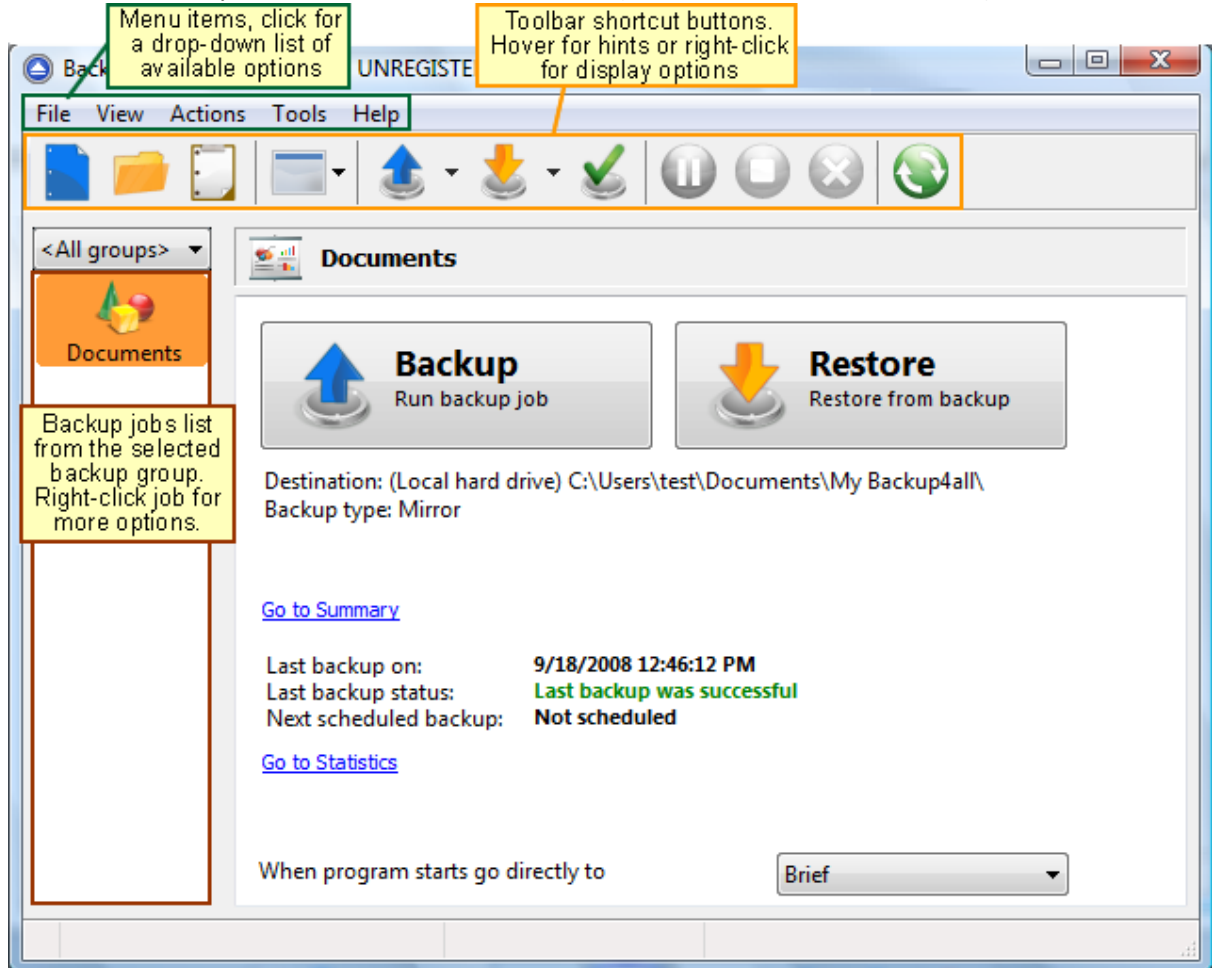 Menu items, click for
a drop-down list of
available options
Toolbar shortcut buttons.
Hover for hints or right-click
for display options
Back
UNREGISTE
File View Actions Tools Help
<All groups>
Documents
Documents
Backup
Run backup job
Restore
Restore from backup
Backup jobs list
from the selected
backup group.
Right-click job for
more options.
Destination: (Local hard drive) C:\Users\test\Documents\My Backup4all\
Backup type: Mirror
Go to Summary
Last backup on: 9/18/2008 12:46:12 PM
Last backup status: Last backup was successful
Next scheduled backup: Not scheduled
Go to Statistics
When program starts go directly to Brief